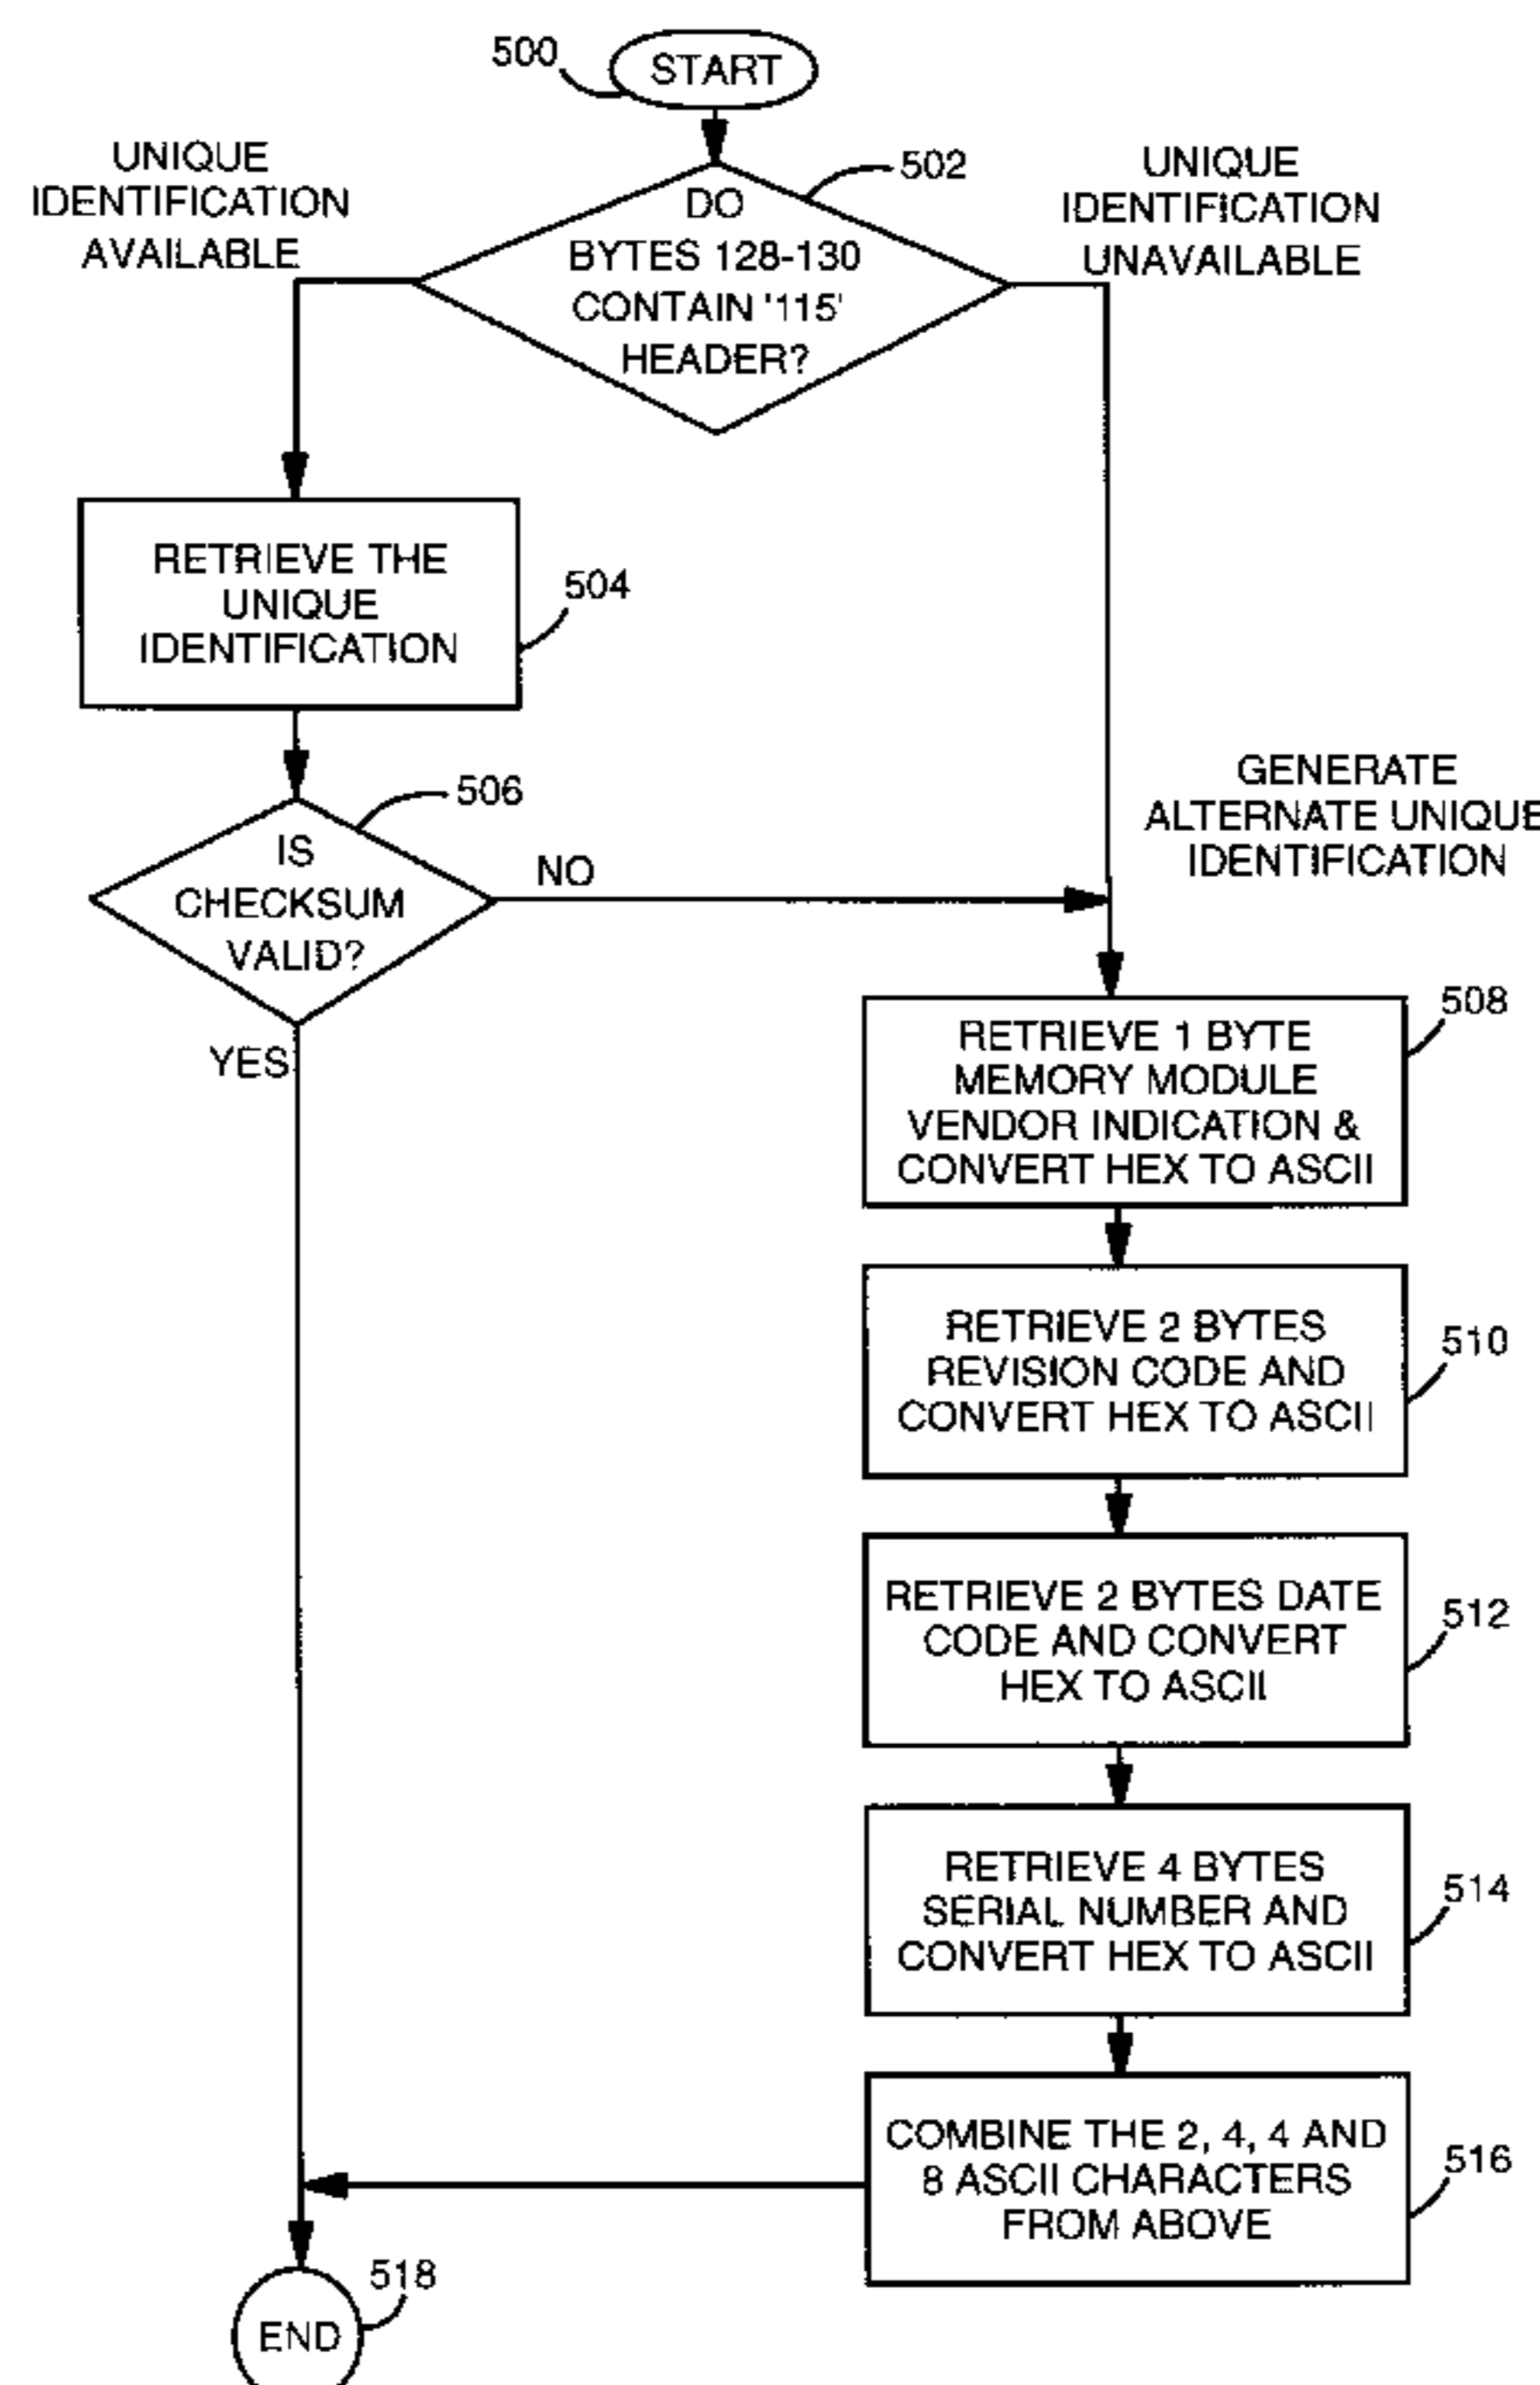 500
START
UNIQUE
IDENTIFICATION
AVAILABLE
502
DO
BYTES 128-130
CONTAIN '115'
HEADER?
UNIQUE
IDENTIFICATION
UNAVAILABLE
RETRIEVE THE
UNIQUE
IDENTIFICATION
504
506
IS
CHECKSUM
VALID?
NO
YES
GENERATE
ALTERNATE UNIQUE
IDENTIFICATION
508
RETRIEVE 1 BYTE
MEMORY MODULE
VENDOR INDICATION &
CONVERT HEX TO ASCII
510
RETRIEVE 2 BYTES
REVISION CODE AND
CONVERT HEX TO ASCII
512
RETRIEVE 2 BYTES DATE
CODE AND CONVERT
HEX TO ASCII
514
RETRIEVE 4 BYTES
SERIAL NUMBER AND
CONVERT HEX TO ASCII
516
COMBINE THE 2, 4, 4 AND
8 ASCII CHARACTERS
FROM ABOVE
518
END